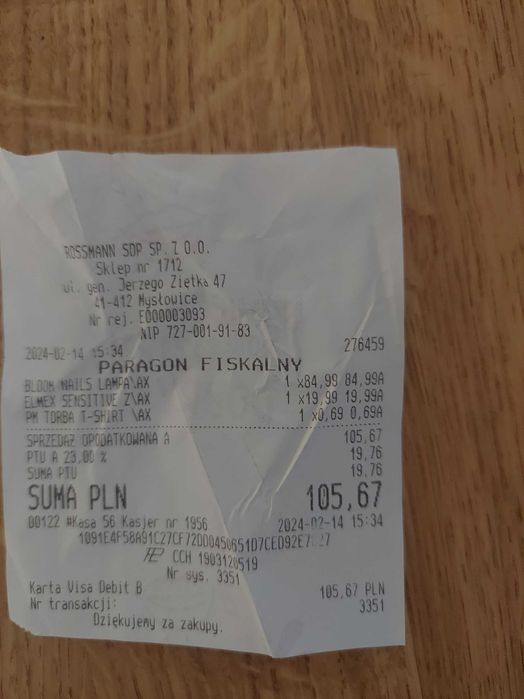 ROSSMANN SDP SP. Z O.O.
Sklep nr 1712
ul. gen. Jerzego Ziętka 47
41-412 Mysłowice
Nr rej. E000003093
NIP 727-001-91-83
2024-02-14 15:34 276459
PARAGON FISKALNY
BLOOM NAILS LAMPA\AX 1 x84,99 84,99A
ELMEX SENSITIVE Z\AX 1 x19,99 19,99A
PM TORBA T-SHIRT \AX 1 x0,69 0,69A
SPRZEDAŻ OPODATKOWANA A 105,67
PTU A 23,00 % 19,76
SUMA PTU 19,76
SUMA PLN 105,67
00122 #Kasa 56 Kasjer nr 1956 2024-02-14 15:34
CCH 1903120519
Nr sys. 3351
Karta Visa Debit B 105,67 PLN
Nr transakcji: 3351
Dziękujemy za zakupy.